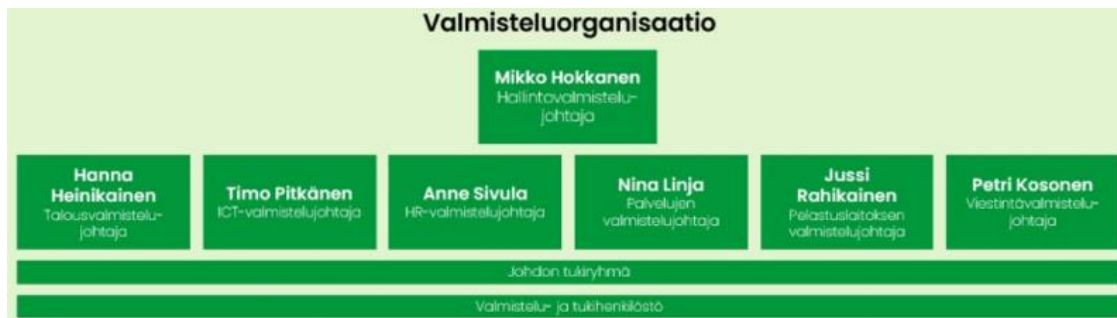 Valmisteluorganisaatio
Mikko Hokkanen
Hallintovalmistelu-
johtaja
Hanna
Heinikainen
Talousvalmistelu-
johtaja
Timo Pitkänen
ICT-valmistelujohtaja
Anne Sivula
HR-valmistelujohtaja
Nina Linja
Palvelujen
valmistelujohtaja
Jussi
Rahikainen
Pelastuslaitoksen
valmistelujohtaja
Petri Kosonen
Viestintävalmistelu-
johtaja
Johdon tukiryhmä
Valmistelu- ja tukihenkilöstö